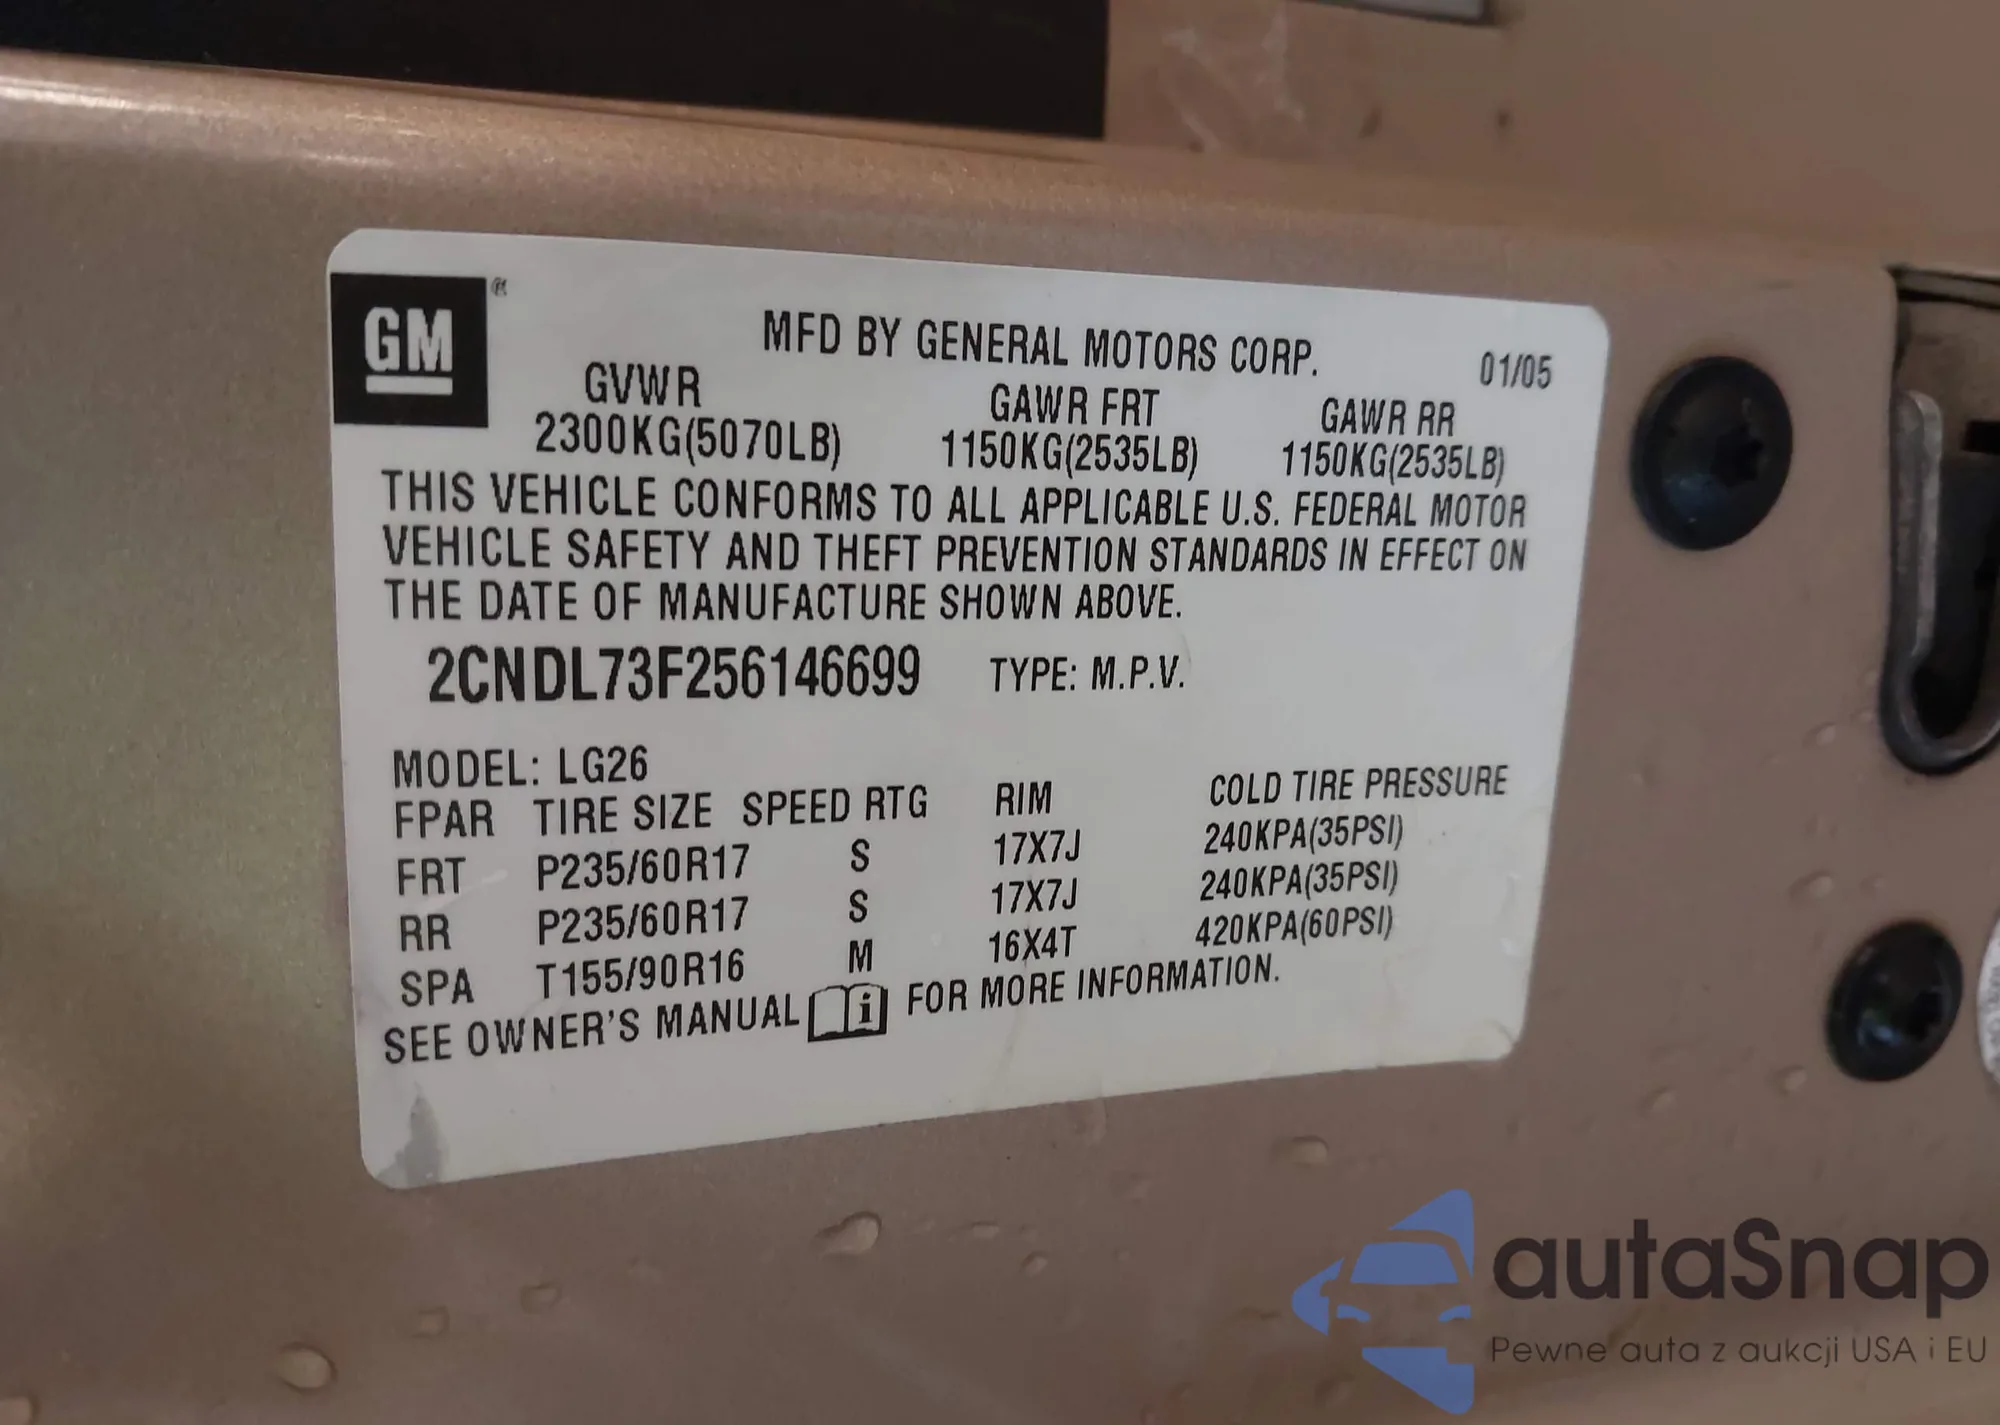 GM ®
MFD BY GENERAL MOTORS CORP. 01/05
GVWR GAWR FRT GAWR RR
2300KG(5070LB) 1150KG(2535LB) 1150KG(2535LB)
THIS VEHICLE CONFORMS TO ALL APPLICABLE U.S. FEDERAL MOTOR
VEHICLE SAFETY AND THEFT PREVENTION STANDARDS IN EFFECT ON
THE DATE OF MANUFACTURE SHOWN ABOVE.
2CNDL73F256146699 TYPE: M.P.V.
MODEL: LG26
FPAR TIRE SIZE SPEED RTG RIM COLD TIRE PRESSURE
FRT P235/60R17 S 17X7J 240KPA(35PSI)
RR P235/60R17 S 17X7J 240KPA(35PSI)
SPA T155/90R16 M 16X4T 420KPA(60PSI)
SEE OWNER'S MANUAL i FOR MORE INFORMATION.
autaSnap
Pewne auta z aukcji USA i EU